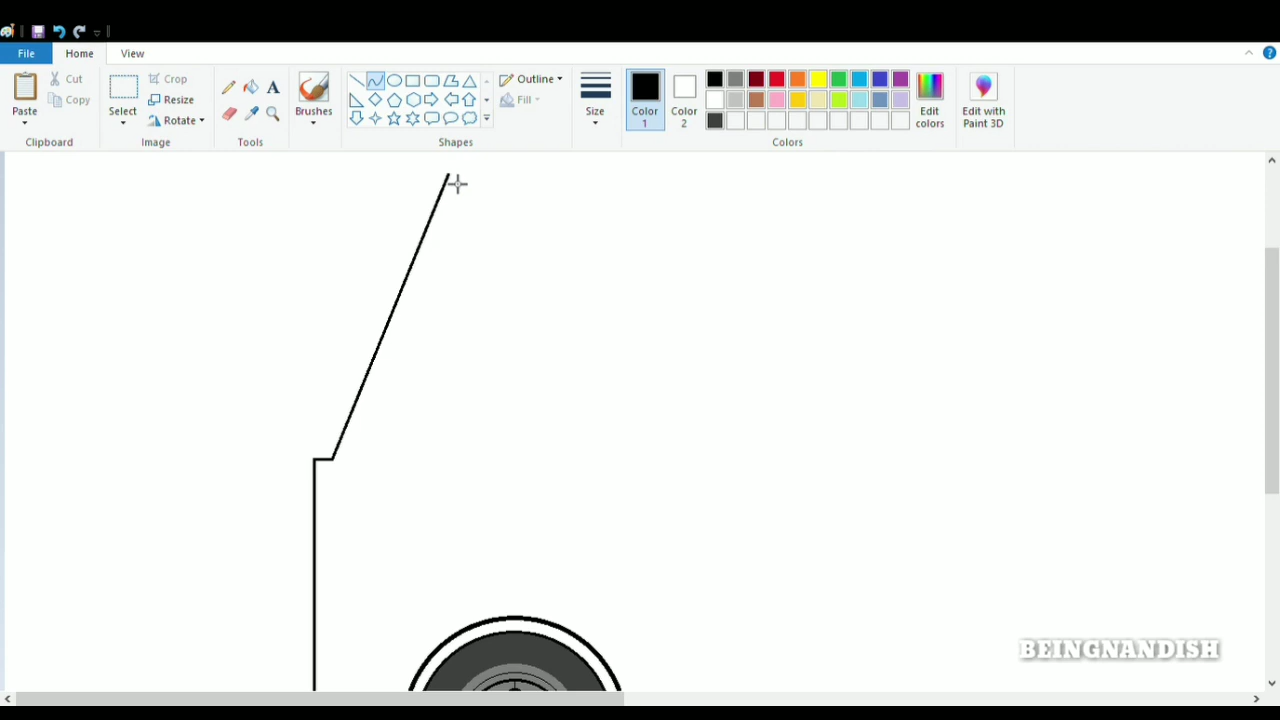 File Home View
Paste Cut Copy
Clipboard
Select Crop Resize Rotate
Image
A
Tools
Brushes
Outline Fill
Shapes
Size
Color 1
Color 2
Edit colors
Colors
Edit with Paint 3D
BEINGNANDISH